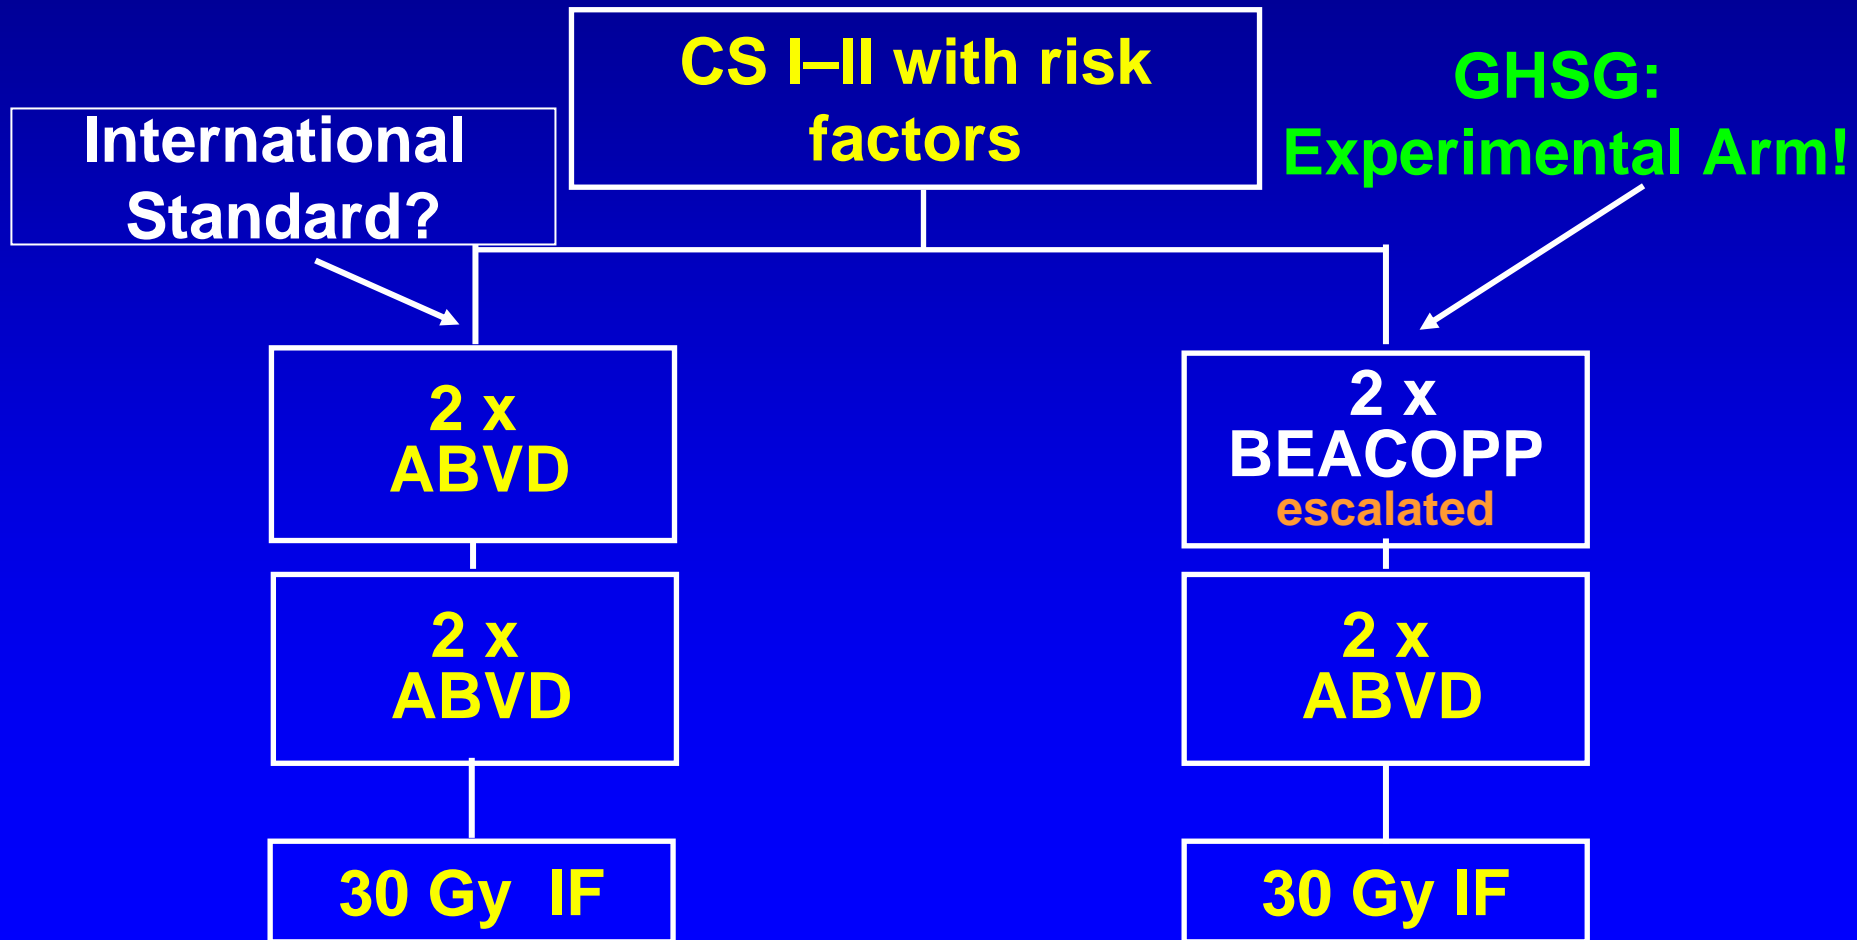 CS I–II with risk
factors
International
Standard?
GHSG:
Experimental Arm!
2 x
ABVD
2 x
BEACOPP
escalated
2 x
ABVD
2 x
ABVD
30 Gy IF
30 Gy IF